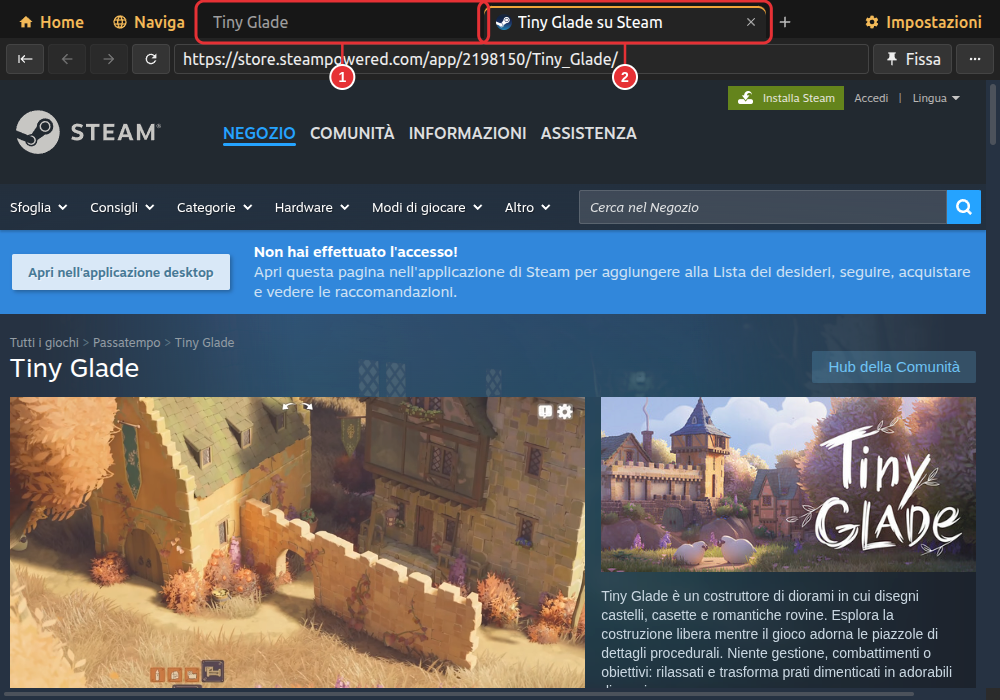 Home
Naviga
Tiny Glade
Tiny Glade su Steam
Impostazioni
https://store.steampowered.com/app/2198150/Tiny_Glade/
Fissa
1
2
Installa Steam
Accedi
|
Lingua
STEAM®
NEGOZIO
COMUNITÀ
INFORMAZIONI
ASSISTENZA
Sfoglia
Consigli
Categorie
Hardware
Modi di giocare
Altro
Cerca nel Negozio
Apri nell'applicazione desktop
Non hai effettuato l'accesso!
Apri questa pagina nell'applicazione di Steam per aggiungere alla Lista dei desideri, seguire, acquistare
e vedere le raccomandazioni.
Tutti i giochi > Passatempo > Tiny Glade
Tiny Glade
Hub della Comunità
Tiny
GLADe
Tiny Glade è un costruttore di diorami in cui disegni
castelli, casette e romantiche rovine. Esplora la
costruzione libera mentre il gioco adorna le piazzole di
dettagli procedurali. Niente gestione, combattimenti o
obiettivi: rilassati e trasforma prati dimenticati in adorabili